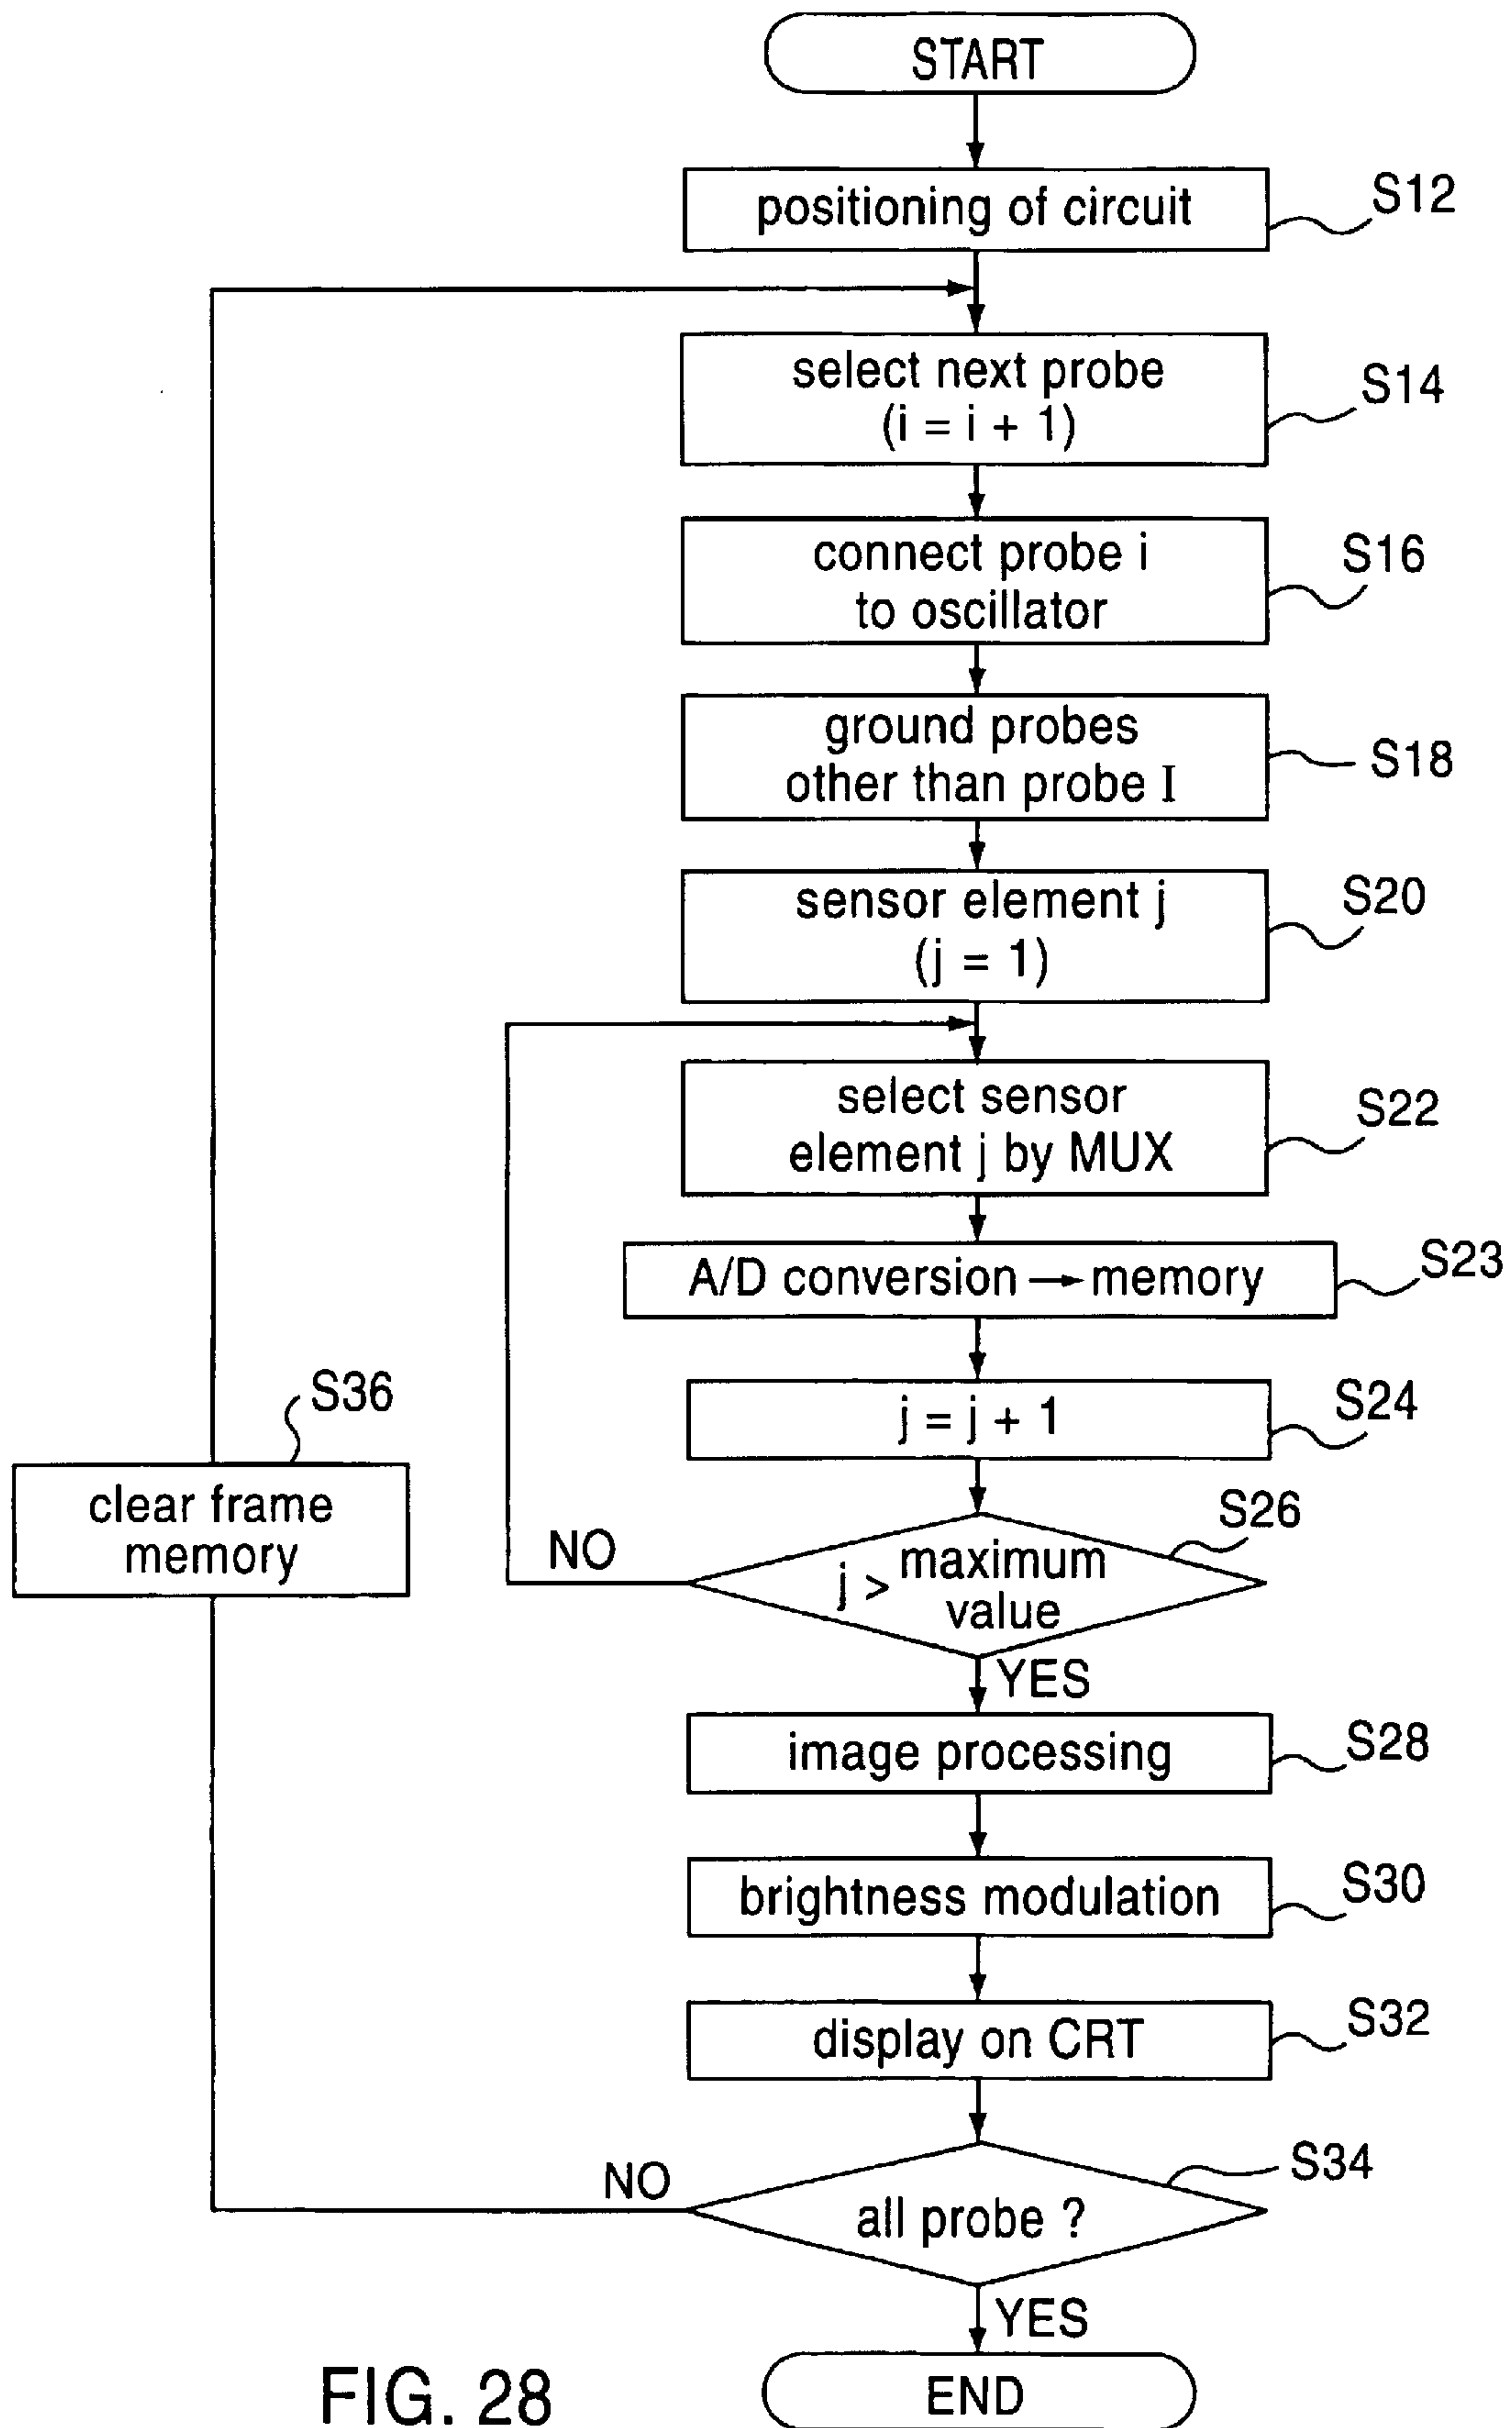 START
positioning of circuit
S12
select next probe
(i = i + 1)
S14
connect probe i
to oscillator
S16
ground probes
other than probe I
S18
sensor element j
(j = 1)
S20
select sensor
element j by MUX
S22
A/D conversion → memory
S23
j = j + 1
S24
S36
clear frame
memory
NO
j > maximum
value
S26
YES
image processing
S28
brightness modulation
S30
display on CRT
S32
NO
all probe ?
S34
YES
END
FIG. 28